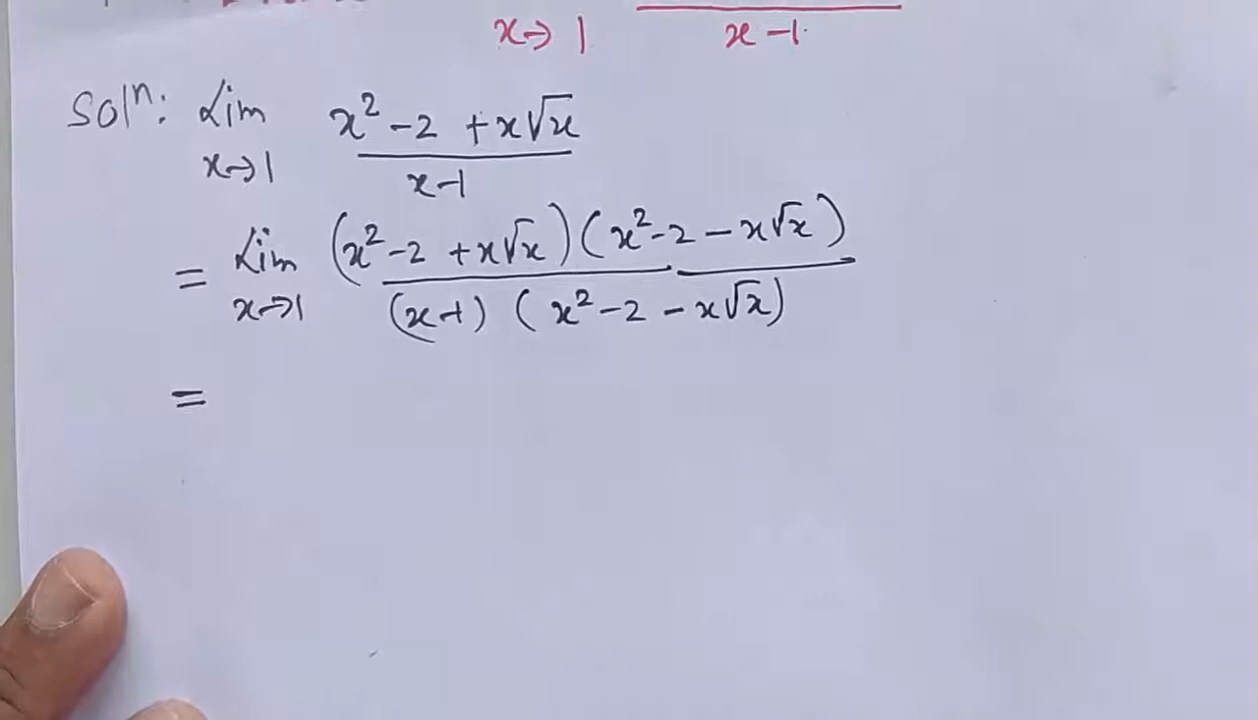 x→1 x-1
Solⁿ: Lim x²-2 +x√x
x→1 x-1
= Lim (x²-2 +x√x)(x²-2 -x√x)
x→1 (x-1) (x²-2 -x√x)
=